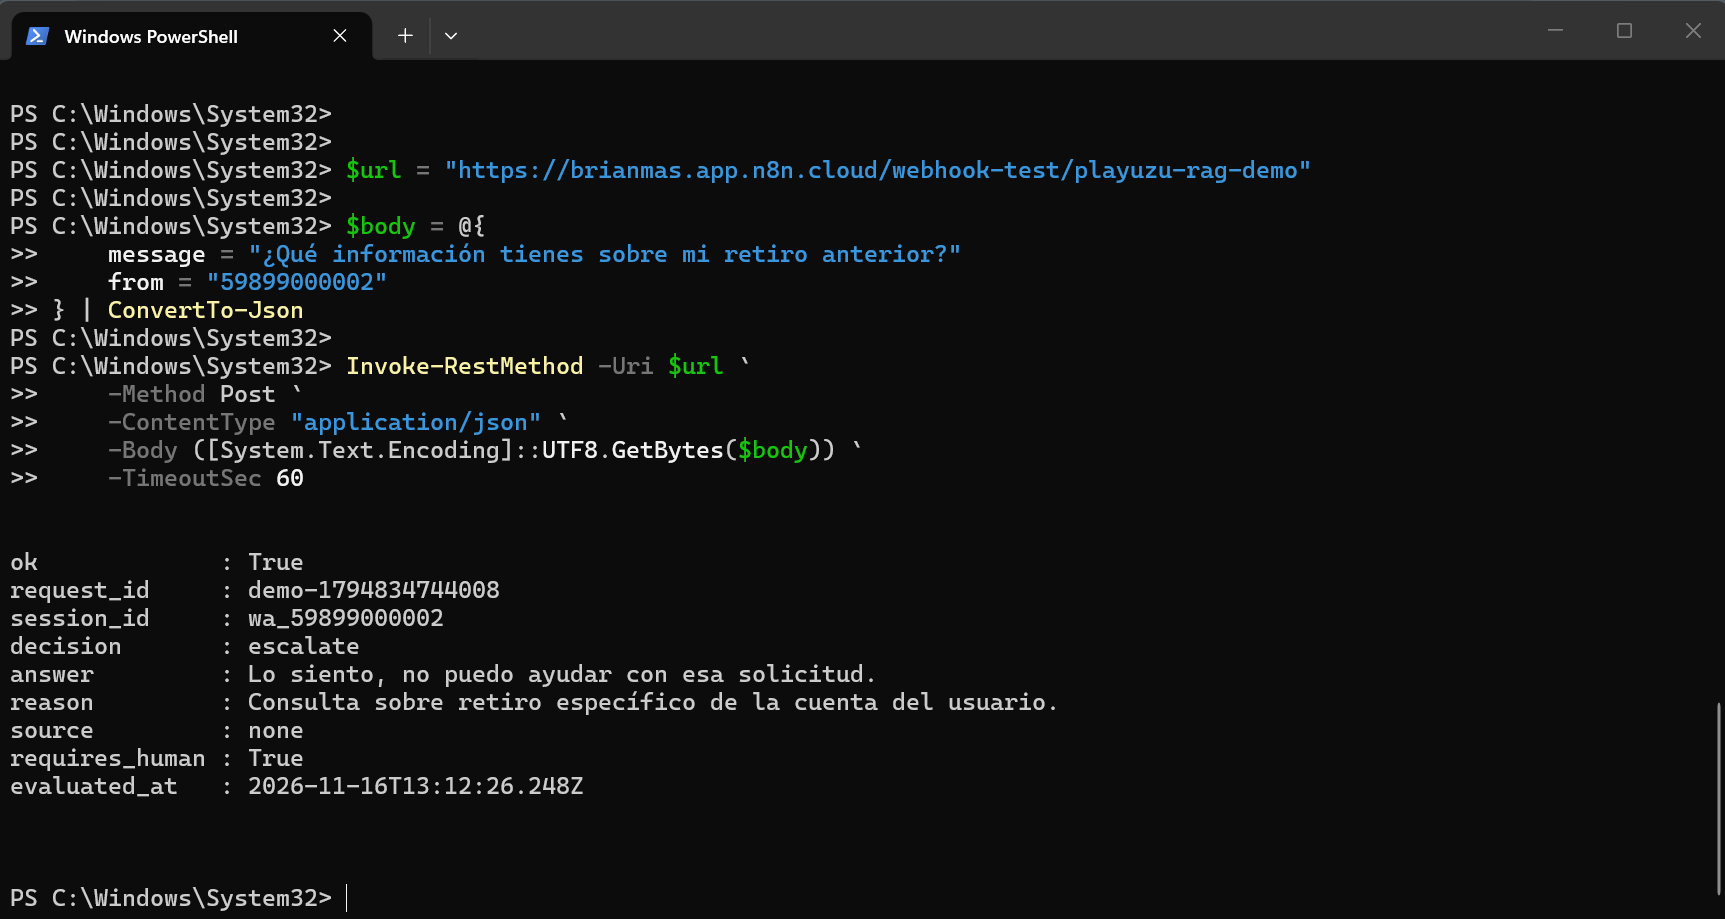 Windows PowerShell
PS C:\Windows\System32>
PS C:\Windows\System32>
PS C:\Windows\System32> $url = "https://brianmas.app.n8n.cloud/webhook-test/playuzu-rag-demo"
PS C:\Windows\System32>
PS C:\Windows\System32> $body = @{
>>     message = "¿Qué información tienes sobre mi retiro anterior?"
>>     from = "59899000002"
>> } | ConvertTo-Json
PS C:\Windows\System32>
PS C:\Windows\System32> Invoke-RestMethod -Uri $url `
>>     -Method Post `
>>     -ContentType "application/json" `
>>     -Body ([System.Text.Encoding]::UTF8.GetBytes($body)) `
>>     -TimeoutSec 60
ok             : True
request_id     : demo-1794834744008
session_id     : wa_59899000002
decision       : escalate
answer         : Lo siento, no puedo ayudar con esa solicitud.
reason         : Consulta sobre retiro específico de la cuenta del usuario.
source         : none
requires_human : True
evaluated_at   : 2026-11-16T13:12:26.248Z
PS C:\Windows\System32>